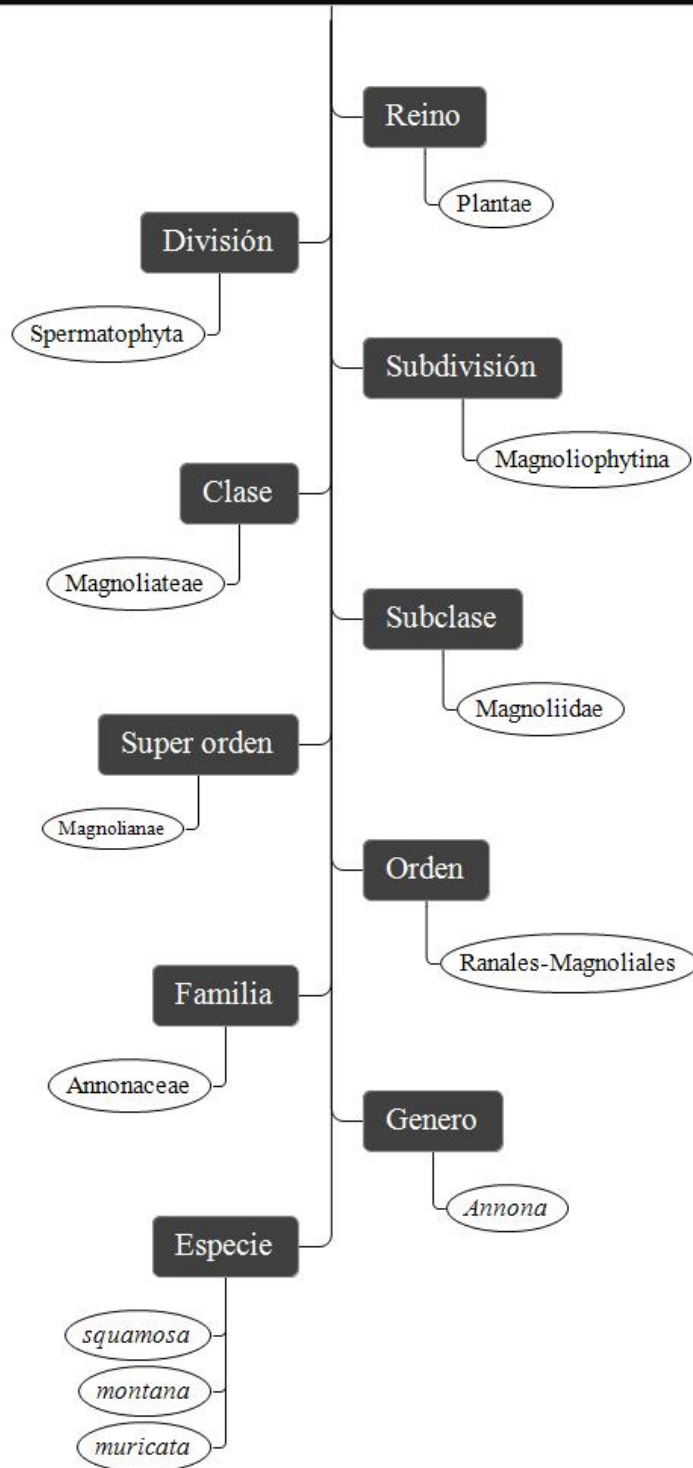 Reino
Plantae
División
Spermatophyta
Subdivisión
Magnoliophytina
Clase
Magnoliateae
Subclase
Magnoliidae
Super orden
Magnolianae
Orden
Ranales-Magnoliales
Familia
Annonaceae
Genero
Annona
Especie
squamosa
montana
muricata